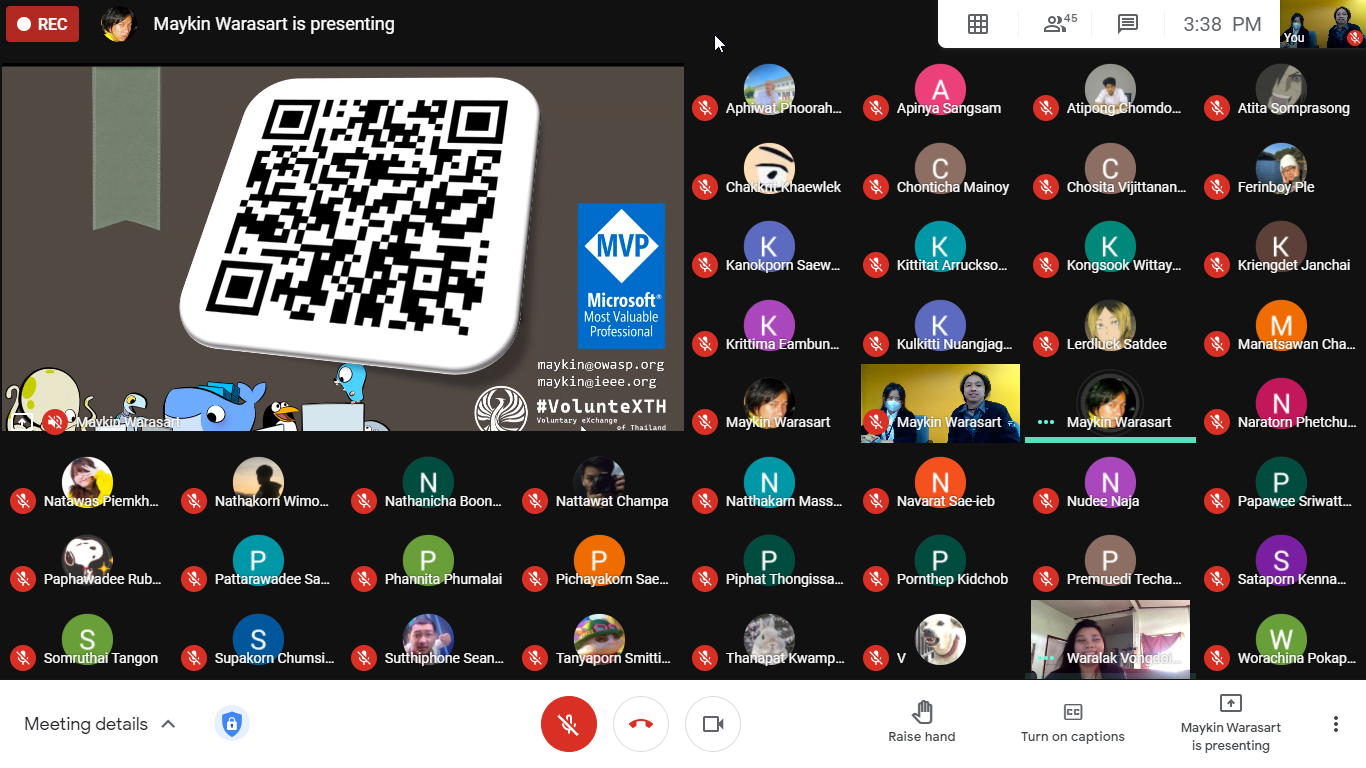 REC
Maykin Warasart is presenting
45
3:38 PM
You
MVP
Microsoft®
Most Valuable
Professional
maykin@owasp.org
maykin@ieee.org
#VolunteXTH
Voluntary eXchange
of Thailand
Maykin Warasart
Aphiwat Phoorah...
A
Apinya Sangsam
Atipong Chomdo...
Atita Somprasong
Chakkrit Khaewlek
C
Chonticha Mainoy
C
Chosita Vijittanan...
Ferinboy Ple
K
Kanokporn Saew...
K
Kittitat Arruckso...
K
Kongsook Wittay...
K
Kriengdet Janchai
K
Krittima Eambun...
K
Kulkitti Nuangjag...
Lerdluek Satdee
M
Manatsawan Cha...
Maykin Warasart
Maykin Warasart
Maykin Warasart
N
Naratorn Phetchu...
Natawas Piemkh...
Nathakorn Wimo...
N
Nathanicha Boon...
Nattawat Champa
N
Natthakarn Mass...
N
Navarat Sae-ieb
N
Nudee Naja
P
Papawee Sriwatt...
Paphawadee Rub...
P
Pattarawadee Sa...
P
Phannita Phumalai
P
Pichayakorn Sae...
P
Piphat Thongissa...
P
Pornthep Kidchob
P
Premruedi Techa...
S
Sataporn Kenna...
S
Somruthai Tangon
S
Supakorn Chumsi...
Sutthiphone Sean...
Tanyaporn Smitti...
Thanapat Kwamp...
V
Waralak Vongdoi...
W
Worachina Pokap...
Meeting details
Raise hand
CC
Turn on captions
Maykin Warasart
is presenting